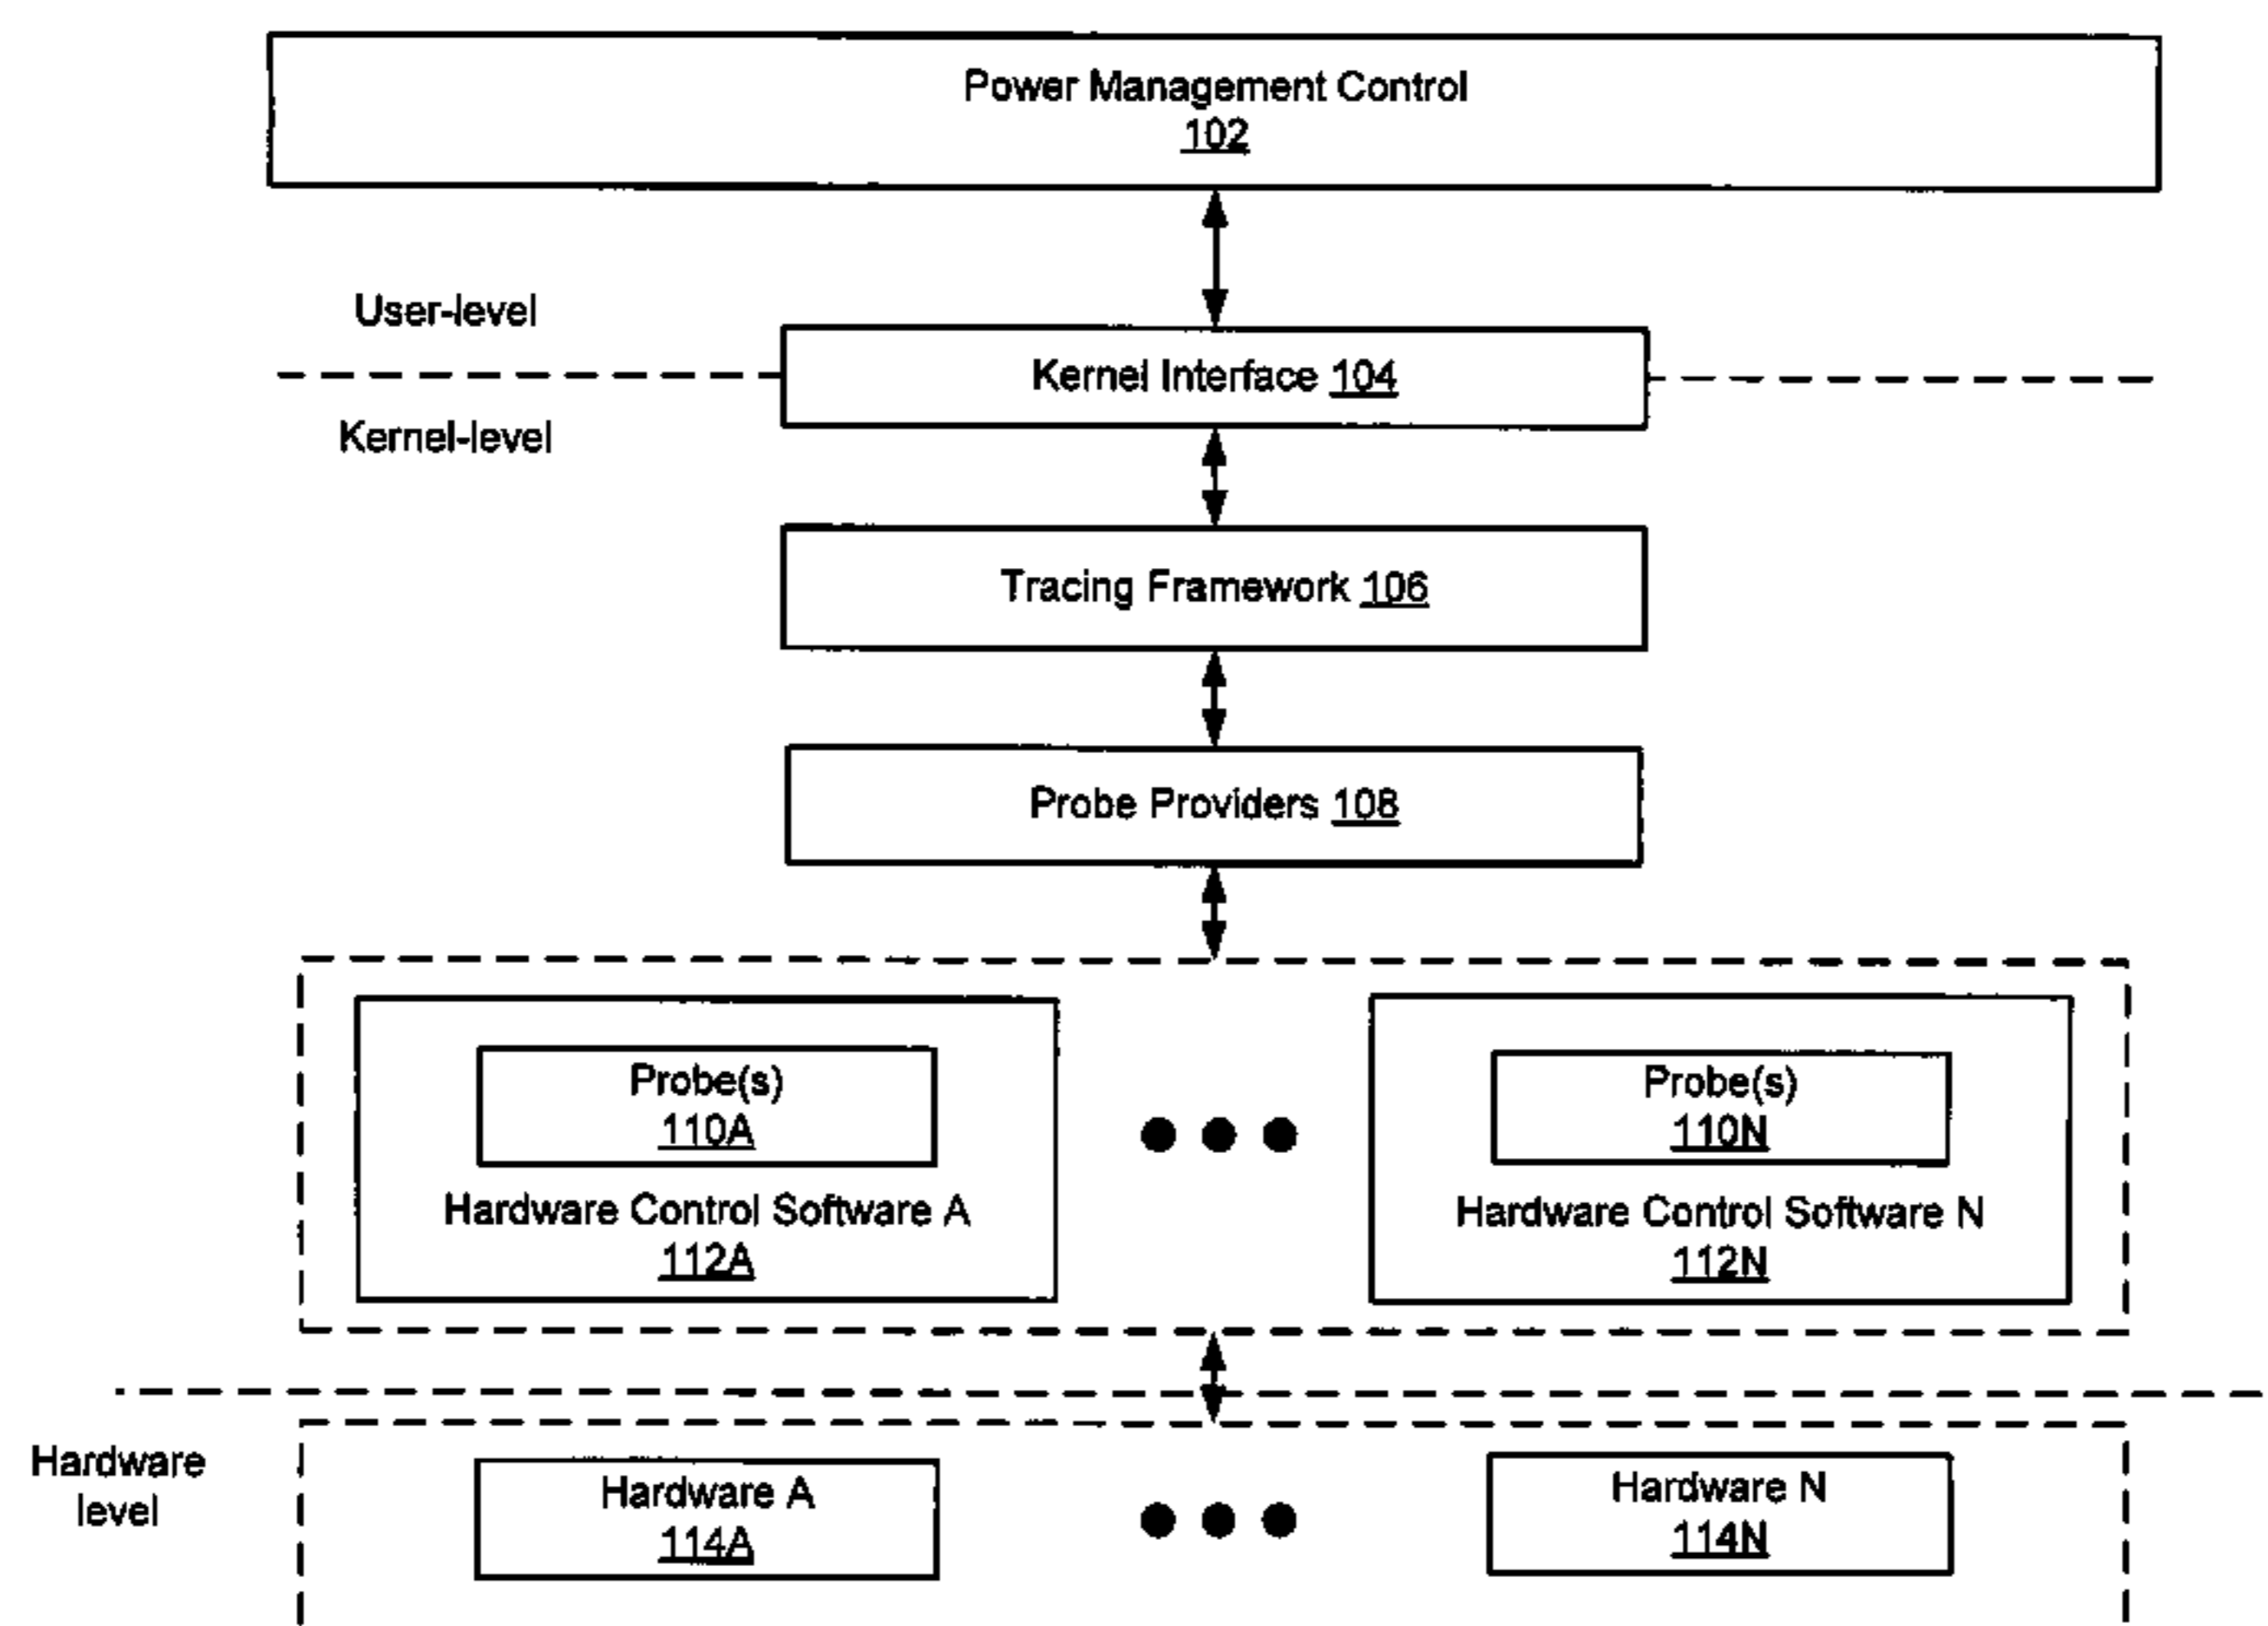 Power Management Control
102
User-level
Kernel Interface 104
Kernel-level
Tracing Framework 106
Probe Providers 108
Probe(s)
110A
Hardware Control Software A
112A
Probe(s)
110N
Hardware Control Software N
112N
Hardware
level
Hardware A
114A
Hardware N
114N